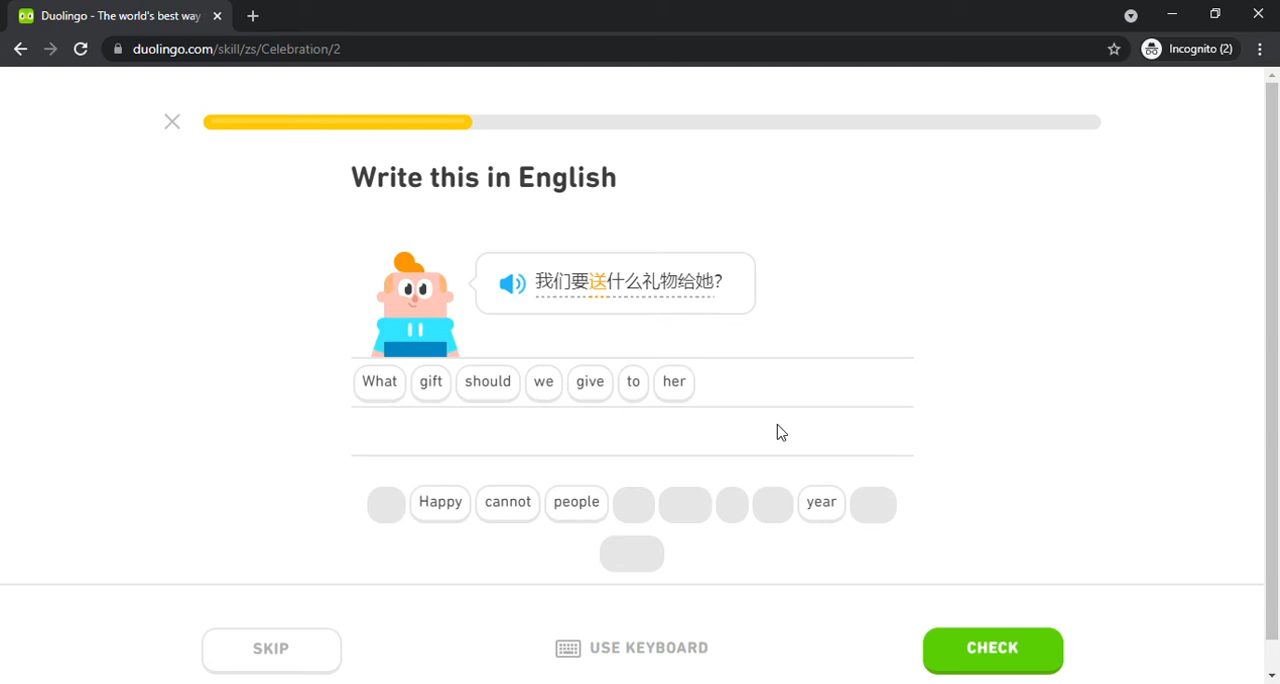 Duolingo - The world's best way
duolingo.com/skill/zs/Celebration/2
Incognito (2)
Write this in English
我们要送什么礼物给她?
What gift should we give to her
Happy cannot people year
SKIP
USE KEYBOARD
CHECK